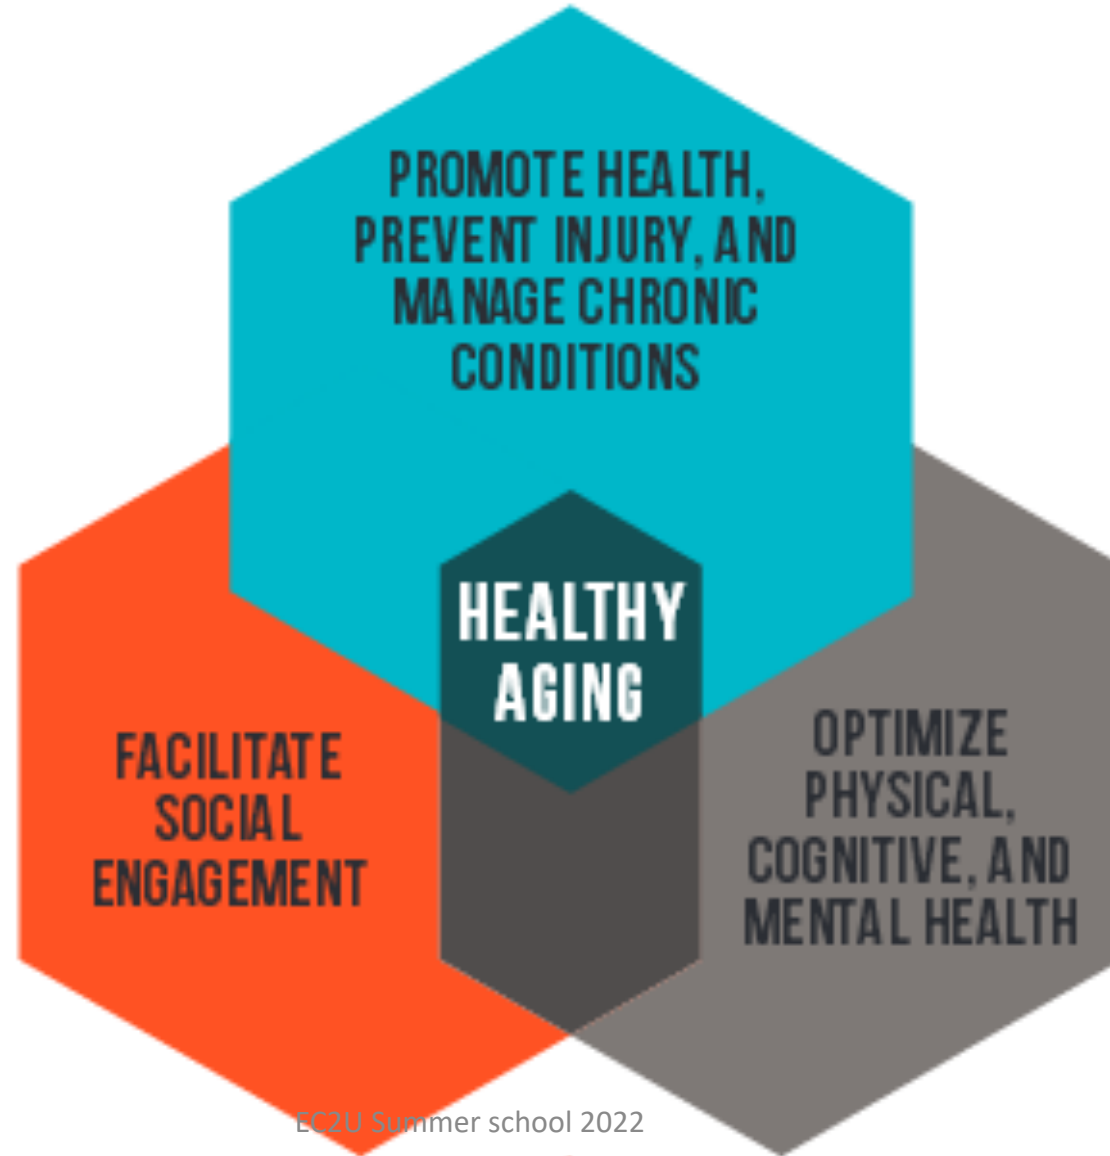 PROMOTE HEALTH,
PREVENT INJURY, AND
MANAGE CHRONIC
CONDITIONS
HEALTHY
AGING
FACILITATE
SOCIAL
ENGAGEMENT
OPTIMIZE
PHYSICAL,
COGNITIVE, AND
MENTAL HEALTH
EC2U Summer school 2022